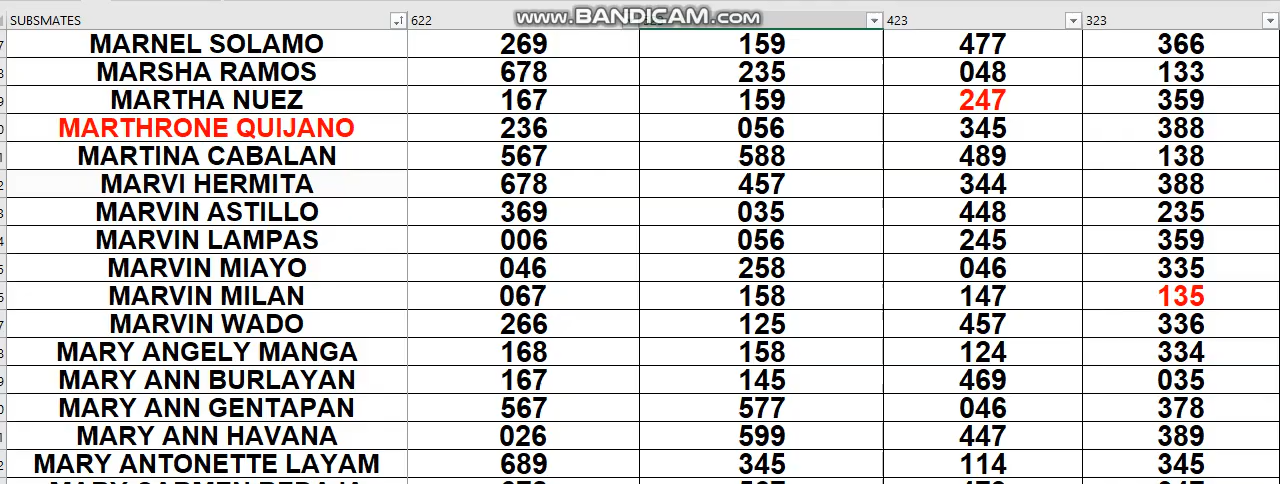 www.BANDICAM.com
SUBSMATES 622 423 323
MARNEL SOLAMO 269 159 477 366
MARSHA RAMOS 678 235 048 133
MARTHA NUEZ 167 159 247 359
MARTHRONE QUIJANO 236 056 345 388
MARTINA CABALAN 567 588 489 138
MARVI HERMITA 678 457 344 388
MARVIN ASTILLO 369 035 448 235
MARVIN LAMPAS 006 056 245 359
MARVIN MIAYO 046 258 046 335
MARVIN MILAN 067 158 147 135
MARVIN WADO 266 125 457 336
MARY ANGELY MANGA 168 158 124 334
MARY ANN BURLAYAN 167 145 469 035
MARY ANN GENTAPAN 567 577 046 378
MARY ANN HAVANA 026 599 447 389
MARY ANTONETTE LAYAM 689 345 114 345